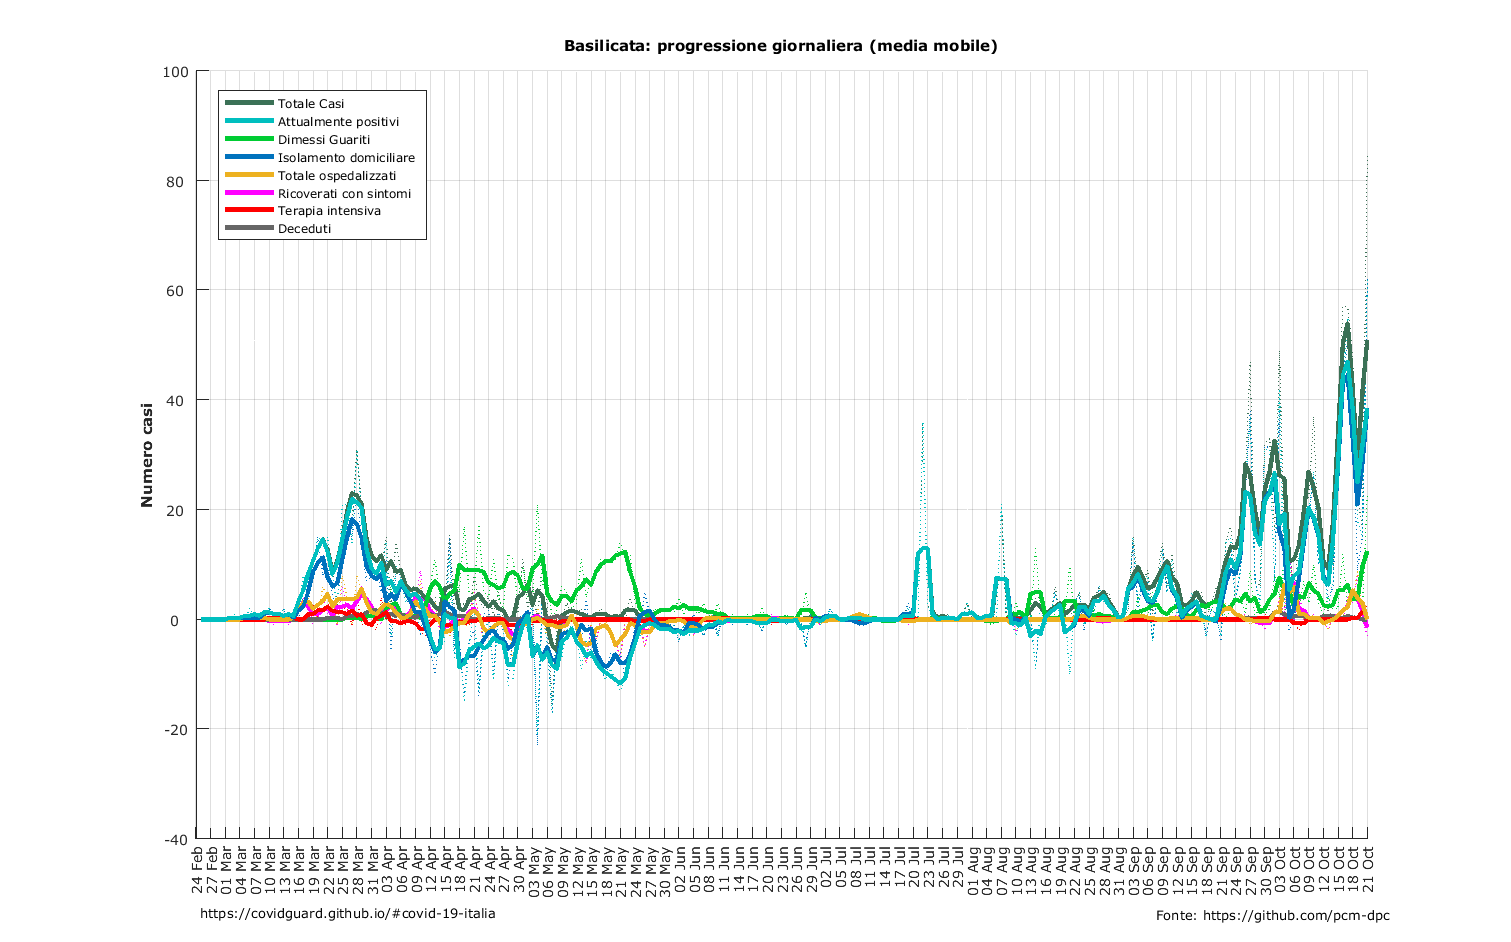 Basilicata: progressione giornaliera (media mobile)
100
80
60
40
20
0
-20
-40
Numero casi
Totale Casi
Attualmente positivi
Dimessi Guariti
Isolamento domiciliare
Totale ospedalizzati
Ricoverati con sintomi
Terapia intensiva
Deceduti
24 Feb
27 Feb
01 Mar
04 Mar
07 Mar
10 Mar
13 Mar
16 Mar
19 Mar
22 Mar
25 Mar
28 Mar
31 Mar
03 Apr
06 Apr
09 Apr
12 Apr
15 Apr
18 Apr
21 Apr
24 Apr
27 Apr
30 Apr
03 May
06 May
09 May
12 May
15 May
18 May
21 May
24 May
27 May
30 May
02 Jun
05 Jun
08 Jun
11 Jun
14 Jun
17 Jun
20 Jun
23 Jun
26 Jun
29 Jun
02 Jul
05 Jul
08 Jul
11 Jul
14 Jul
17 Jul
20 Jul
23 Jul
26 Jul
29 Jul
01 Aug
04 Aug
07 Aug
10 Aug
13 Aug
16 Aug
19 Aug
22 Aug
25 Aug
28 Aug
31 Aug
03 Sep
06 Sep
09 Sep
12 Sep
15 Sep
18 Sep
21 Sep
24 Sep
27 Sep
30 Sep
03 Oct
06 Oct
09 Oct
12 Oct
15 Oct
18 Oct
21 Oct
https://covidguard.github.io/#covid-19-italia
Fonte: https://github.com/pcm-dpc